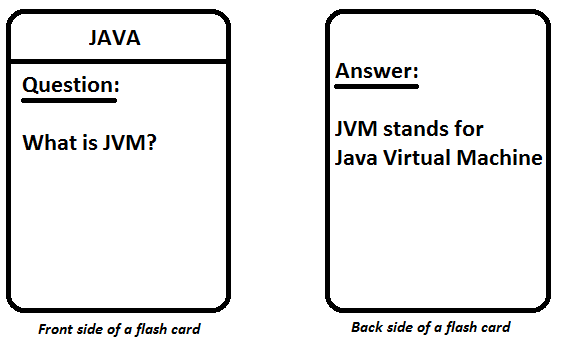 JAVA
Question:
What is JVM?
Front side of a flash card
Answer:
JVM stands for
Java Virtual Machine
Back side of a flash card